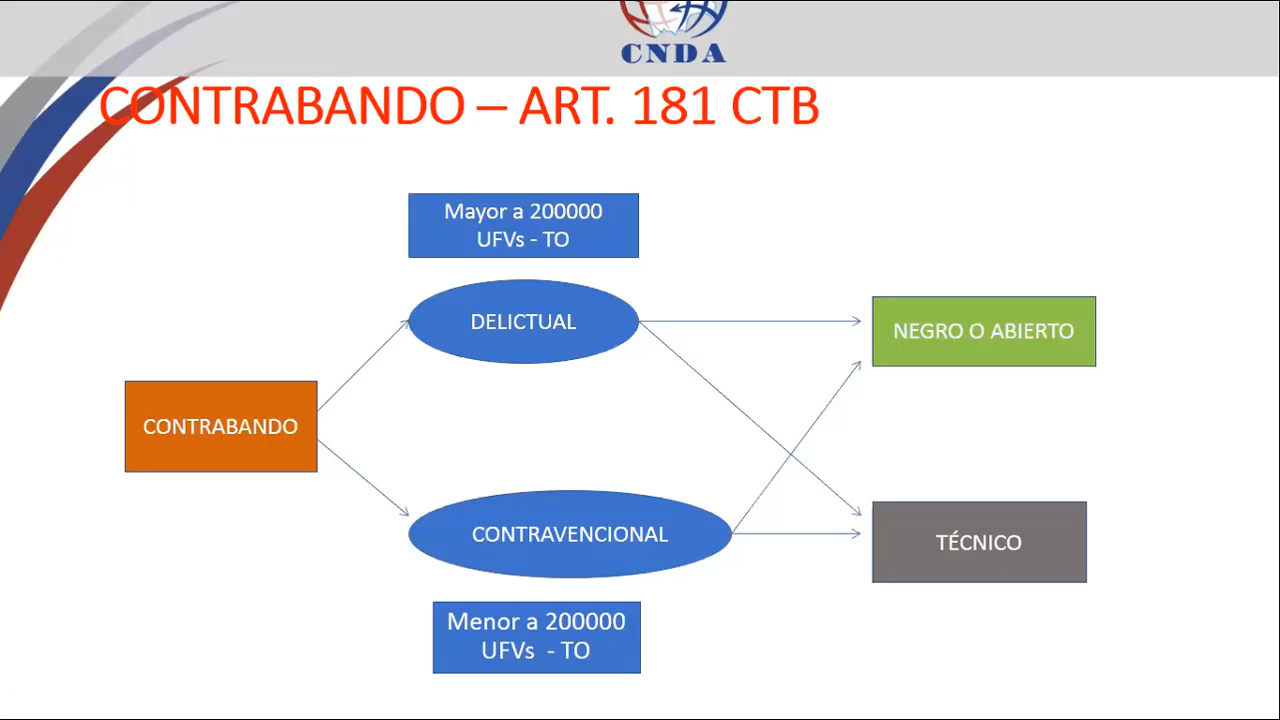 CNDA
CONTRABANDO – ART. 181 CTB
Mayor a 200000
UFVs - TO
DELICTUAL
NEGRO O ABIERTO
CONTRABANDO
CONTRAVENCIONAL
TÉCNICO
Menor a 200000
UFVs - TO